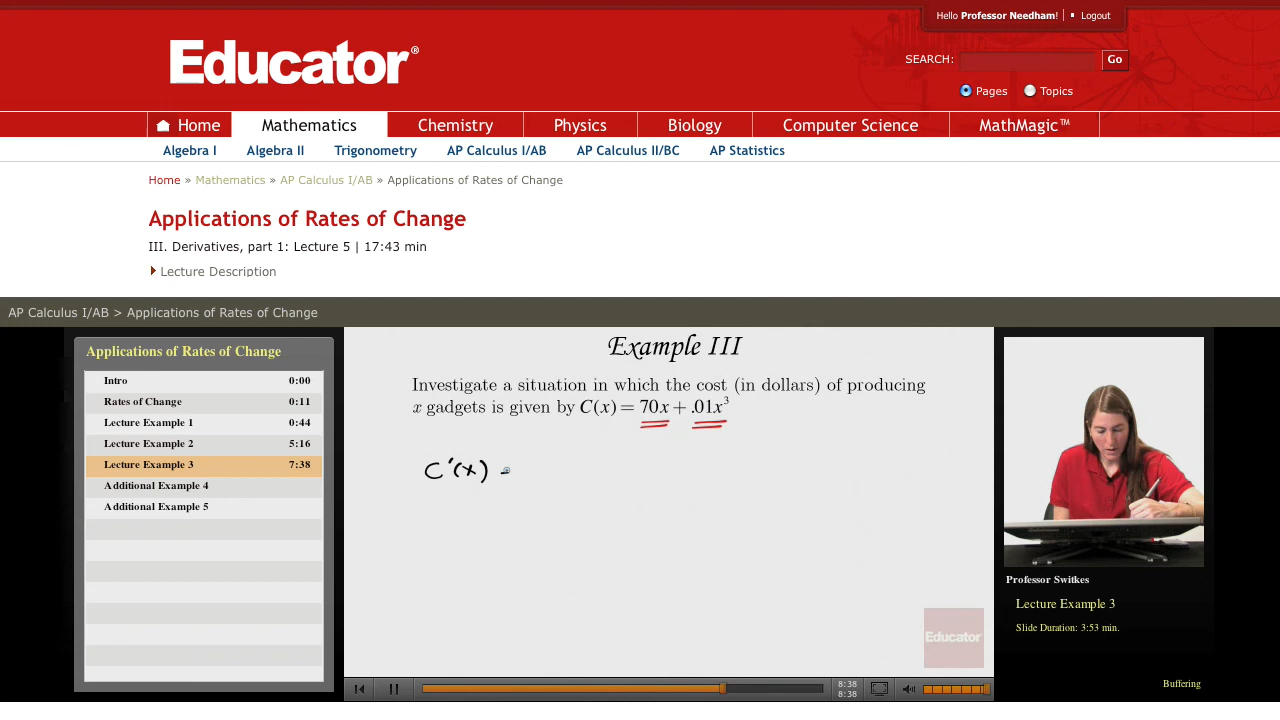 Hello Professor Needham! Logout
Educator®
SEARCH: Go
Pages Topics
Home Mathematics Chemistry Physics Biology Computer Science MathMagic™
Algebra I Algebra II Trigonometry AP Calculus I/AB AP Calculus II/BC AP Statistics
Home » Mathematics » AP Calculus I/AB » Applications of Rates of Change
Applications of Rates of Change
III. Derivatives, part 1: Lecture 5 | 17:43 min
Lecture Description
AP Calculus I/AB > Applications of Rates of Change
Applications of Rates of Change
Intro 0:00
Rates of Change 0:11
Lecture Example 1 0:44
Lecture Example 2 5:16
Lecture Example 3 7:38
Additional Example 4
Additional Example 5
Example III
Investigate a situation in which the cost (in dollars) of producing
x gadgets is given by C(x) = 70x + .01x³
C'(x)
Educator
8:38
8:38
Professor Switkes
Lecture Example 3
Slide Duration: 3:53 min.
Buffering